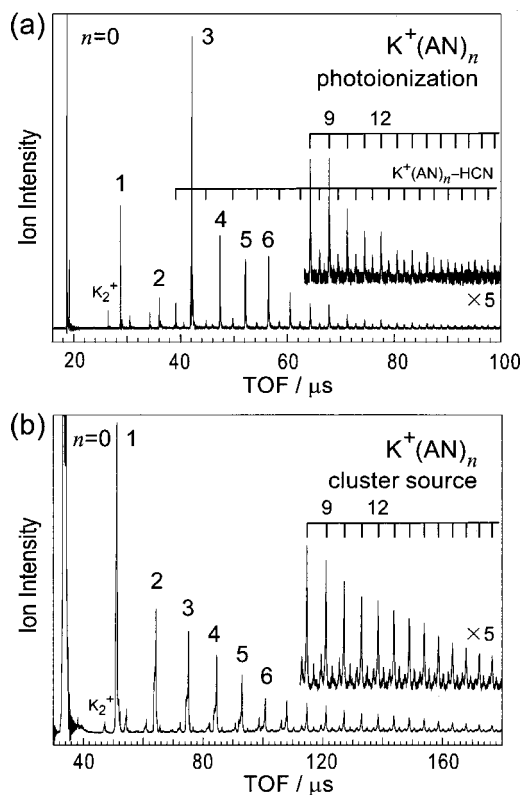 (a)
n=0
3
K⁺(AN)ₙ
photoionization
9 12
K⁺(AN)ₙ–HCN
1
4
5 6
2
K₂⁺
×5
Ion Intensity
20 40 60 80 100
TOF / μs
(b)
n=0 1
K⁺(AN)ₙ
cluster source
9 12
2
3
4
5
6
K₂⁺
×5
Ion Intensity
40 80 120 160
TOF / μs